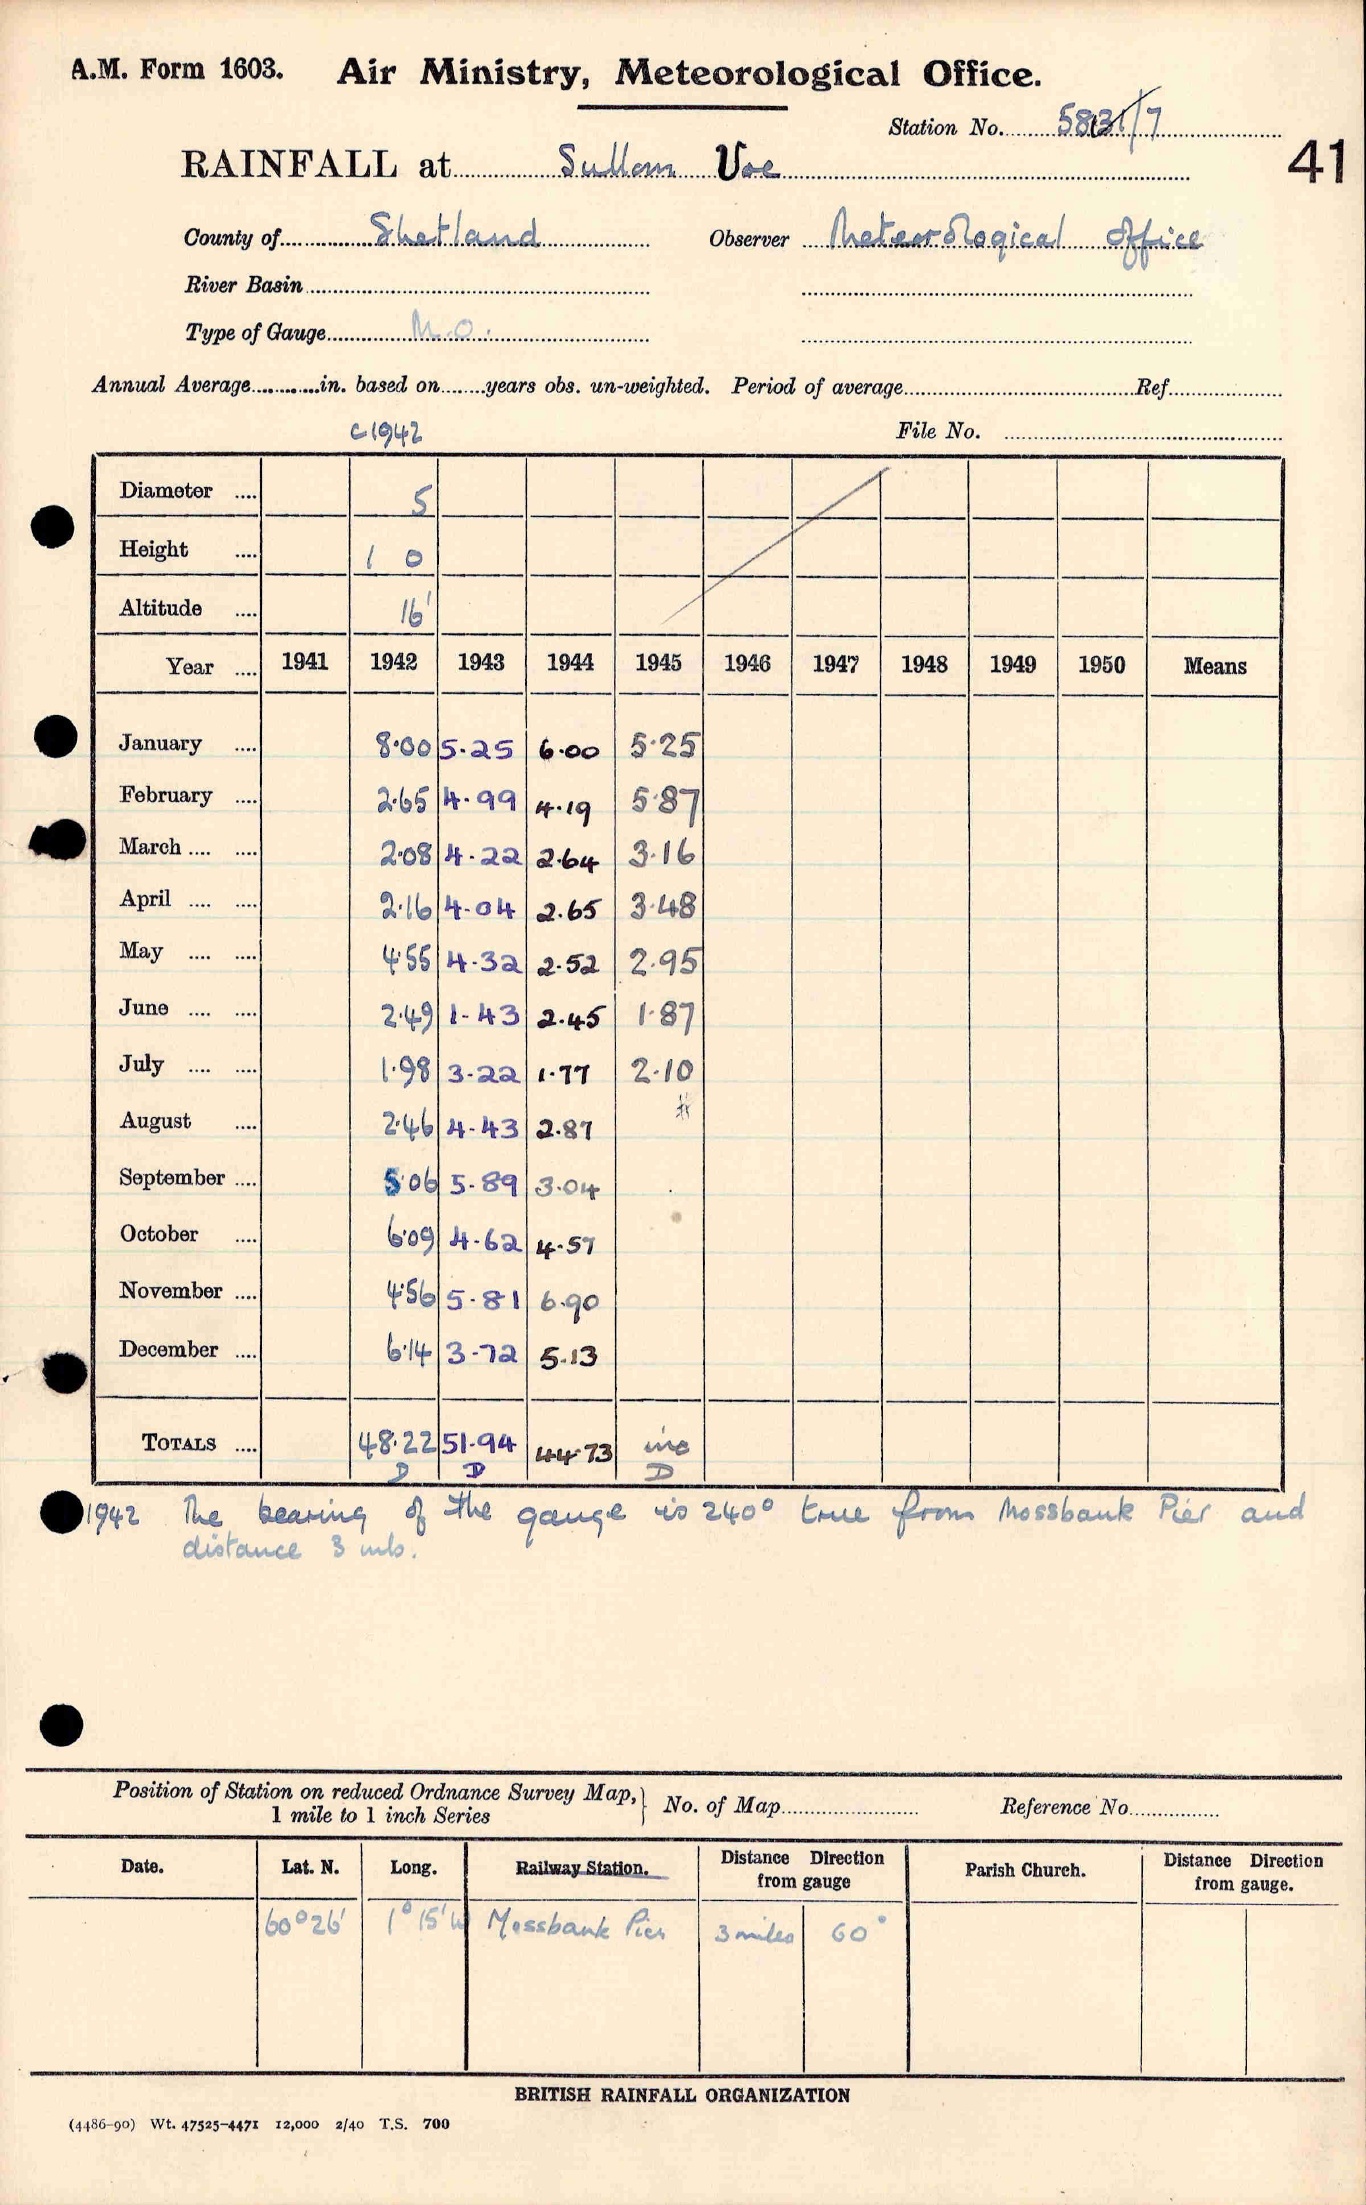 A.M. Form 1603. Air Ministry, Meteorological Office.
Station No. /7
41
RAINFALL at Sullom Voe
County of Shetland Observer Meteorological Office
River Basin
Type of Gauge M.O.
Annual Average in. based on years obs. un-weighted. Period of average Ref
c1942 File No.
Diameter .... 5
Height .... 1 0
Altitude .... 16'
Year .... 1941 1942 1943 1944 1945 1946 1947 1948 1949 1950 Means
January .... 8.00 5.25 6.00 5.25
February .... 2.65 4.99 4.19 5.87
March .... .... 2.08 4.22 2.64 3.16
April .... .... 2.16 4.04 2.65 3.48
May .... .... 4.55 4.32 2.52 2.95
June .... .... 2.49 1.43 2.45 1.87
July .... .... 1.98 3.22 1.77 2.10
#
August .... 2.46 4.43 2.87
September .... 5.06 5.89 3.04
October .... 6.09 4.62 4.57
November .... 4.56 5.81 6.90
December .... 6.14 3.72 5.13
TOTALS .... 48.22 51.94 44.73 inc
D D D
1942 The bearing of the gauge is 240° true from Mossbank Pier and
distance 3 mls.
Position of Station on reduced Ordnance Survey Map, } No. of Map Reference No.
1 mile to 1 inch Series
Date. Lat. N. Long. Railway Station. Distance Direction from gauge Parish Church. Distance Direction from gauge.
60°26' 1°15'W Mossbank Pier 3 miles 60°
BRITISH RAINFALL ORGANIZATION
(4486-90) Wt. 47525-4471 12,000 2/40 T.S. 700